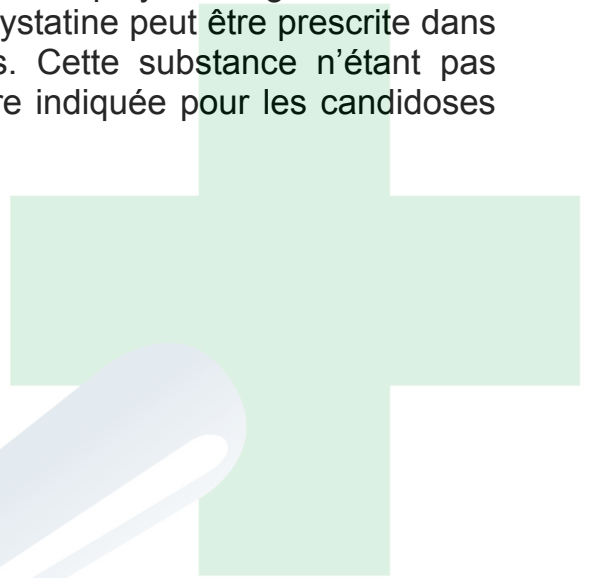 ystatine peut être prescrite dans
s. Cette substance n’étant pas
re indiquée pour les candidoses